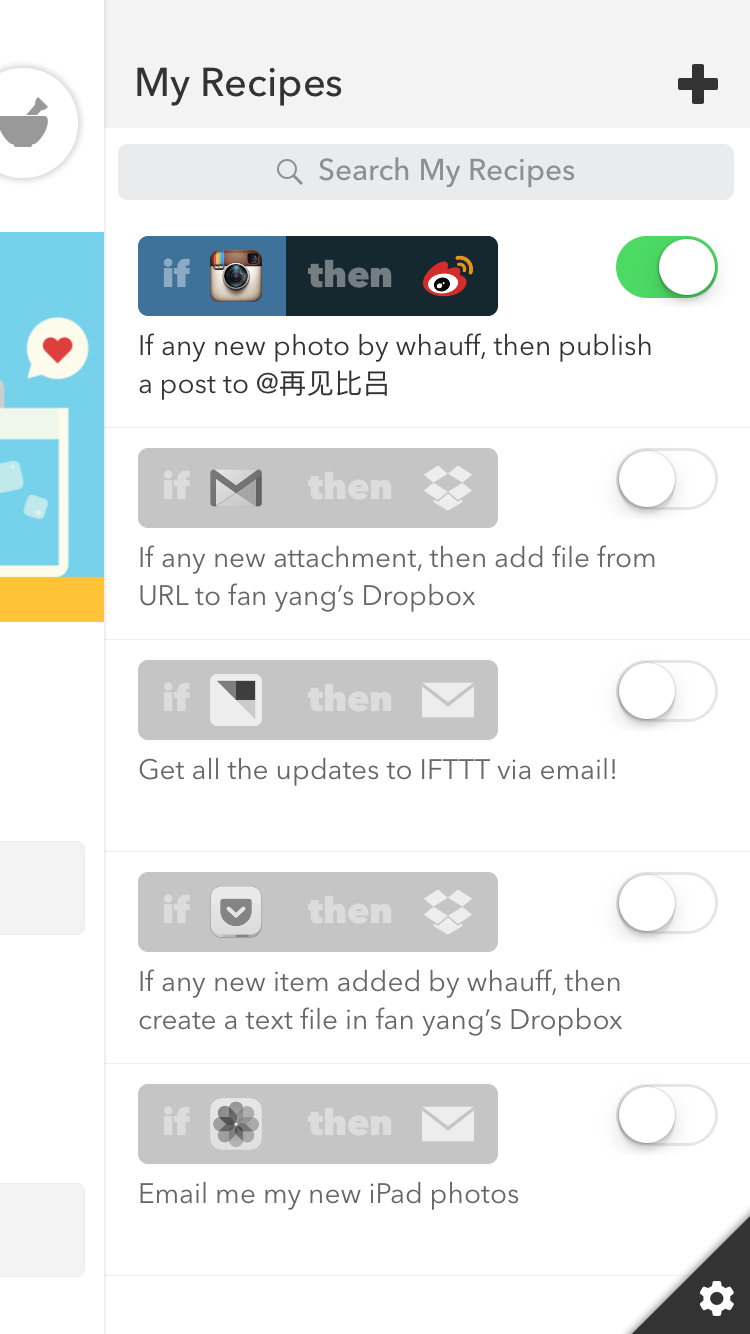 My Recipes
Search My Recipes
if then
If any new photo by whauff, then publish
a post to @再见比吕
if then
If any new attachment, then add file from
URL to fan yang’s Dropbox
if then
Get all the updates to IFTTT via email!
if then
If any new item added by whauff, then
create a text file in fan yang’s Dropbox
if then
Email me my new iPad photos